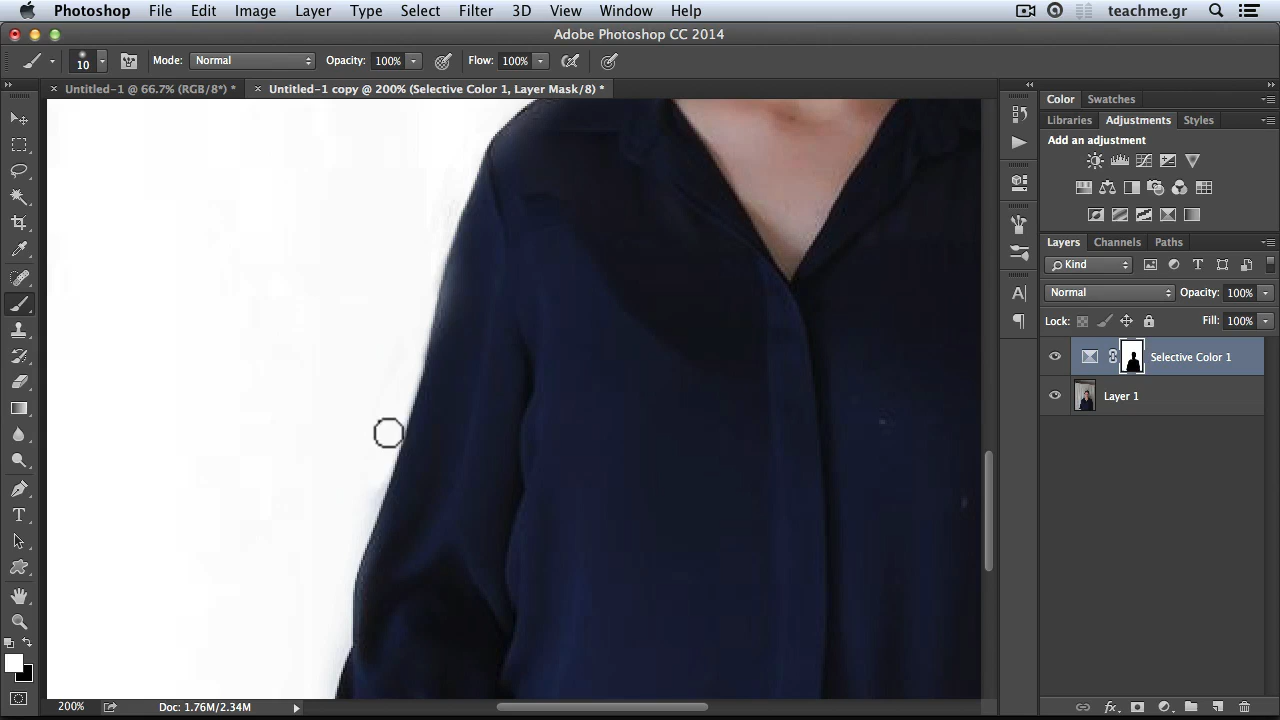 Photoshop File Edit Image Layer Type Select Filter 3D View Window Help teachme.gr
Adobe Photoshop CC 2014
10 Mode: Normal Opacity: 100% Flow: 100%
Untitled-1 @ 66.7% (RGB/8*) * Untitled-1 copy @ 200% (Selective Color 1, Layer Mask/8) *
Color Swatches
Libraries Adjustments Styles
Add an adjustment
Layers Channels Paths
Kind
Normal Opacity: 100%
Lock: Fill: 100%
Selective Color 1
Layer 1
200% Doc: 1.76M/2.34M